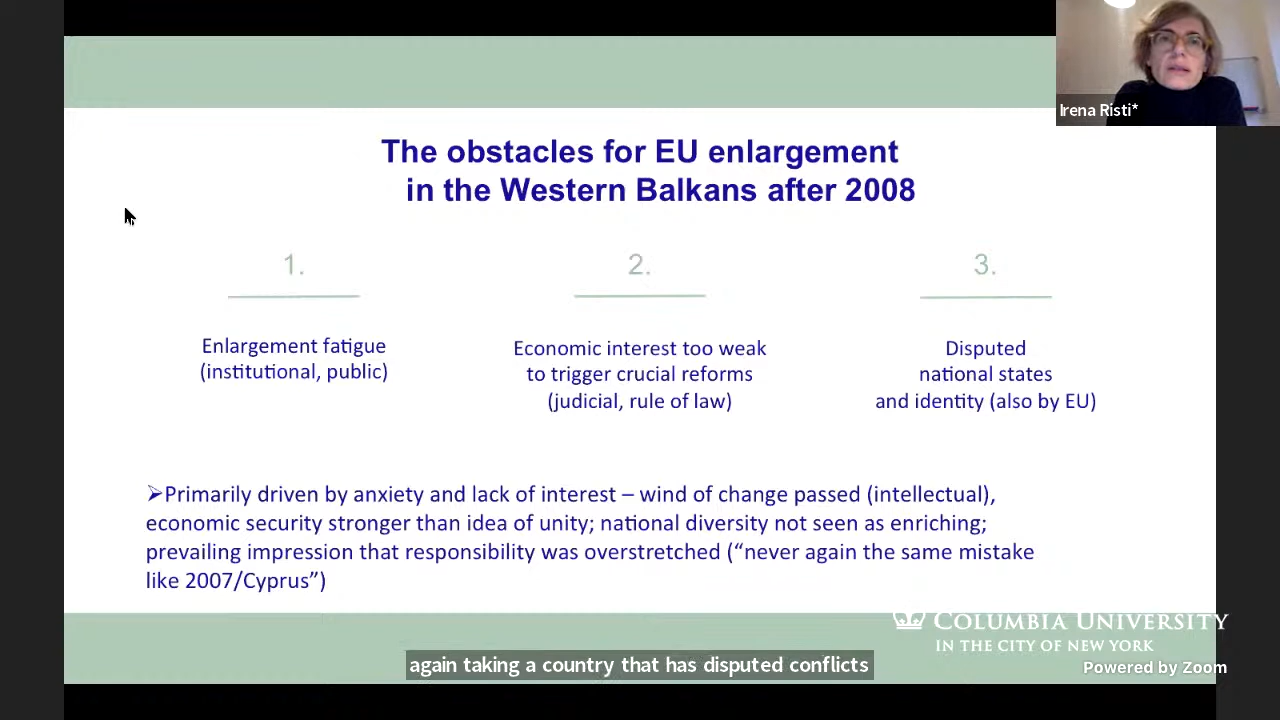 Irena Risti*
The obstacles for EU enlargement
in the Western Balkans after 2008
1.
2.
3.
Enlargement fatigue
(institutional, public)
Economic interest too weak
to trigger crucial reforms
(judicial, rule of law)
Disputed
national states
and identity (also by EU)
➢Primarily driven by anxiety and lack of interest – wind of change passed (intellectual),
economic security stronger than idea of unity; national diversity not seen as enriching;
prevailing impression that responsibility was overstretched (“never again the same mistake
like 2007/Cyprus”)
COLUMBIA UNIVERSITY
IN THE CITY OF NEW YORK
again taking a country that has disputed conflicts
Powered by Zoom